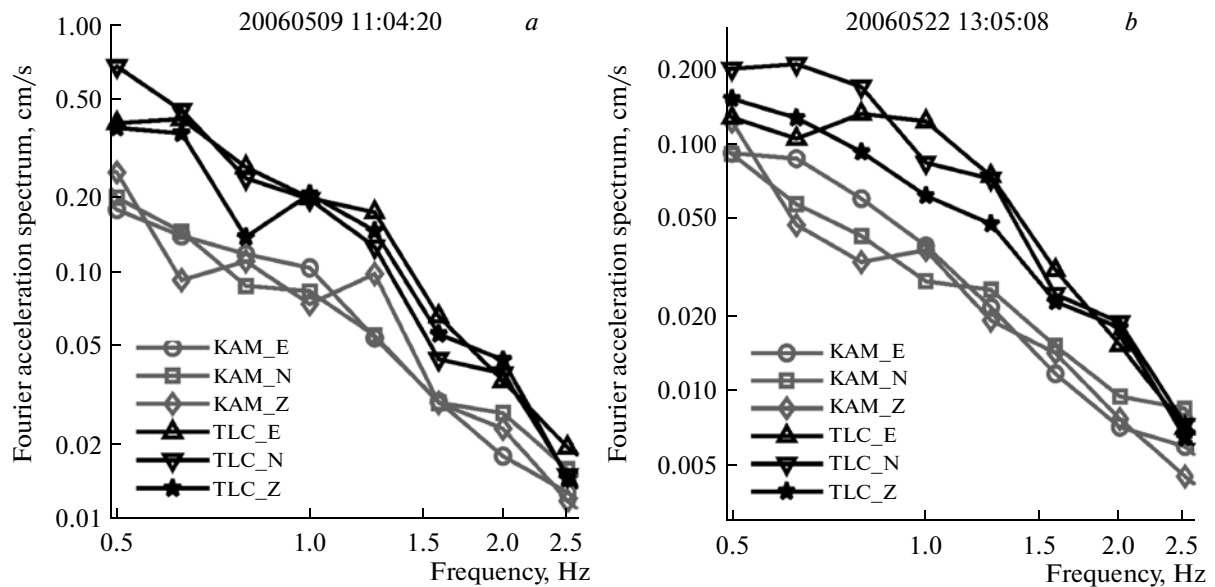 20060509 11:04:20 a
Fourier acceleration spectrum, cm/s
1.00
0.50
0.20
0.10
0.05
0.02
0.01
KAM_E
KAM_N
KAM_Z
TLC_E
TLC_N
TLC_Z
0.5 1.0 1.5 2.0 2.5
Frequency, Hz
20060522 13:05:08 b
Fourier acceleration spectrum, cm/s
0.200
0.100
0.050
0.020
0.010
0.005
KAM_E
KAM_N
KAM_Z
TLC_E
TLC_N
TLC_Z
0.5 1.0 1.5 2.0 2.5
Frequency, Hz